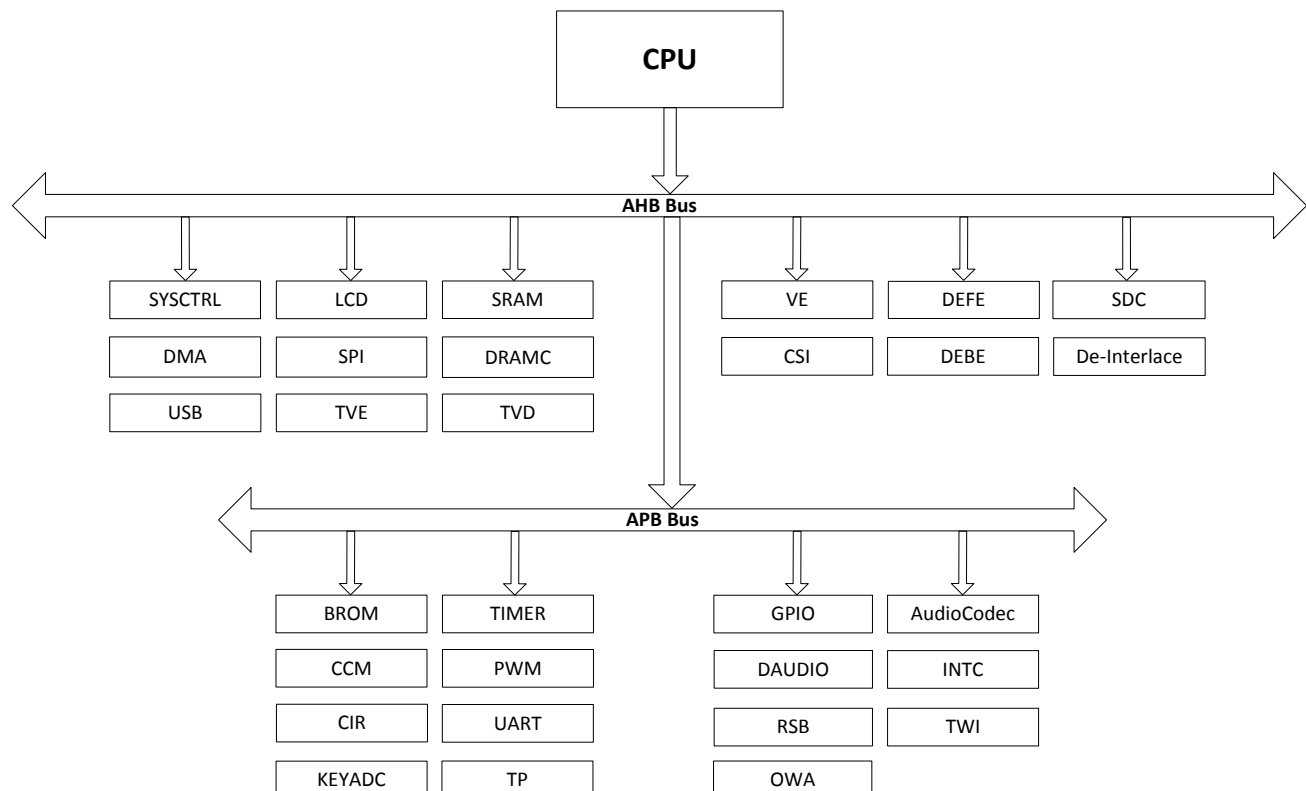 CPU
AHB Bus
SYSCTRL LCD SRAM VE DEFE SDC
DMA SPI DRAMC CSI DEBE De-Interlace
USB TVE TVD
APB Bus
BROM TIMER GPIO AudioCodec
CCM PWM DAUDIO INTC
CIR UART RSB TWI
KEYADC TP OWA